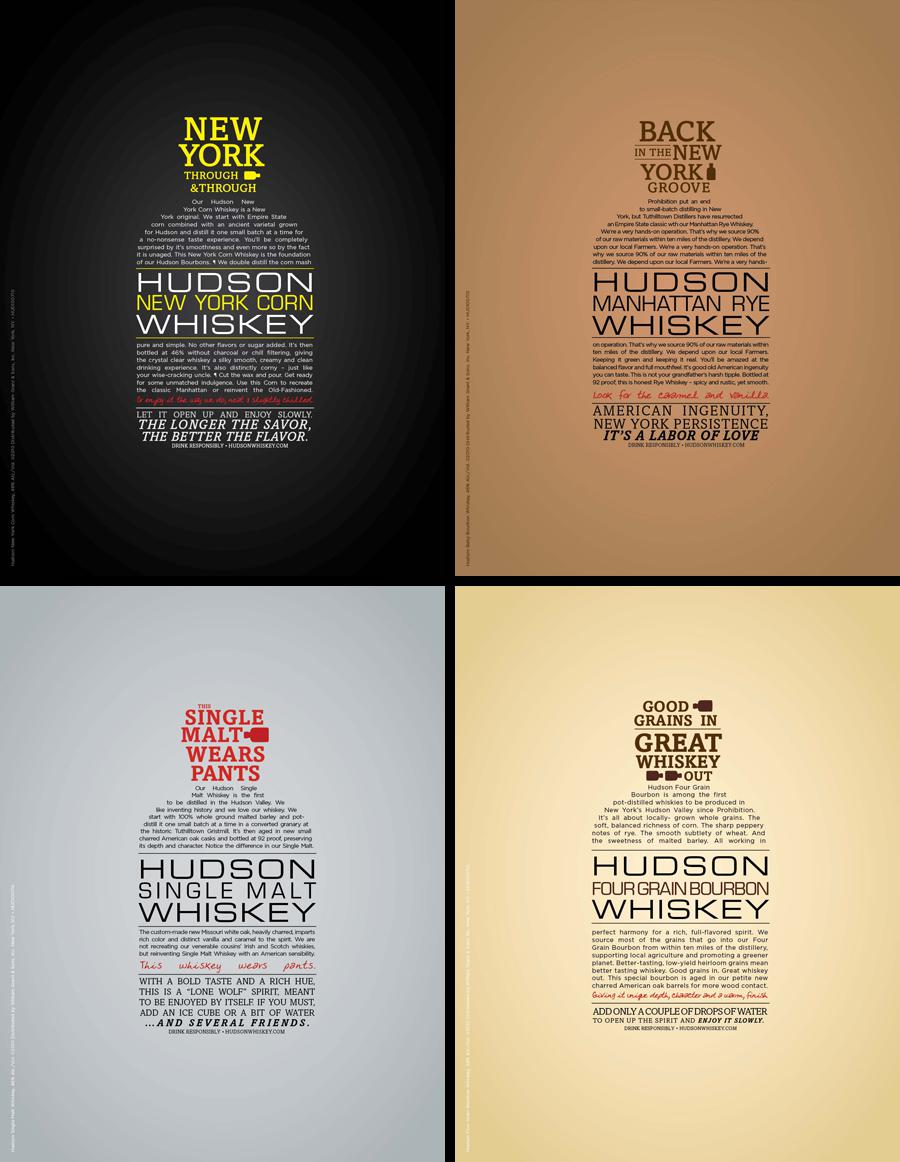 NEW
YORK
THROUGH
&THROUGH
Our Hudson New
York Corn Whiskey is a New
York original. We start with Empire State
corn combined with an ancient varietal grown
for Hudson and distill it one small batch at a time for
a no-nonsense taste experience. You'll be completely
surprised by it's smoothness and even more so by the fact
it is unaged. This New York Corn Whiskey is the foundation
of our Hudson Bourbons. ¶ We double distill the corn mash
HUDSON
NEW YORK CORN
WHISKEY
pure and simple. No other flavors or sugar added. It's then
bottled at 46% without charcoal or chill filtering, giving
the crystal clear whiskey a silky smooth, creamy and clean
drinking experience. It's also distinctly corny – just like
your wise-cracking uncle. ¶ Cut the wax and pour. Get ready
for some unmatched indulgence. Use this Corn to recreate
the classic Manhattan or reinvent the Old-Fashioned.
Or enjoy it the way we do, neat & slightly chilled
LET IT OPEN UP AND ENJOY SLOWLY.
THE LONGER THE SAVOR,
THE BETTER THE FLAVOR.
DRINK RESPONSIBLY • HUDSONWHISKEY.COM
BACK
IN THE NEW
YORK
GROOVE
Prohibition put an end
to small-batch distilling in New
York, but Tuthilltown Distillers have resurrected
an Empire State classic with our Manhattan Rye Whiskey.
We're a very hands-on operation. That's why we source 90%
of our raw materials within ten miles of the distillery. We depend
upon our local Farmers. We're a very hands-on operation. That's
why we source 90% of our raw materials within ten miles of the
distillery. We depend upon our local Farmers. We're a very hands-
HUDSON
MANHATTAN RYE
WHISKEY
on operation. That's why we source 90% of our raw materials within
ten miles of the distillery. We depend upon our local Farmers.
Keeping it green and keeping it real. You'll be amazed at the
balanced flavor and full mouthfeel. It's good old American ingenuity
you can taste. This is not your grandfather's harsh tipple. Bottled at
92 proof, this is honest Rye Whiskey – spicy and rustic, yet smooth.
Look for the caramel and vanilla
AMERICAN INGENUITY,
NEW YORK PERSISTENCE
IT'S A LABOR OF LOVE
DRINK RESPONSIBLY • HUDSONWHISKEY.COM
THIS
SINGLE
MALT
WEARS
PANTS
Our Hudson Single
Malt Whiskey is the first
to be distilled in the Hudson Valley. We
like inventing history and we love our whiskey. We
start with 100% whole ground malted barley and pot-
distill it one small batch at a time in a converted granary at
the historic Tuthilltown Gristmill. It's then aged in new small
charred American oak casks and bottled at 92 proof, preserving
its depth and character. Notice the difference in our Single Malt.
HUDSON
SINGLE MALT
WHISKEY
The custom-made new Missouri white oak, heavily charred, imparts
rich color and distinct vanilla and caramel to the spirit. We are
not recreating our venerable cousins' Irish and Scotch whiskies,
but reinventing Single Malt Whiskey with an American sensibility.
This whiskey wears pants.
WITH A BOLD TASTE AND A RICH HUE,
THIS IS A “LONE WOLF” SPIRIT, MEANT
TO BE ENJOYED BY ITSELF IF YOU MUST,
ADD AN ICE CUBE OR A BIT OF WATER
...AND SEVERAL FRIENDS.
DRINK RESPONSIBLY • HUDSONWHISKEY.COM
GOOD
GRAINS IN
GREAT
WHISKEY
OUT
Hudson Four Grain
Bourbon is among the first
pot-distilled whiskies to be produced in
New York's Hudson Valley since Prohibition.
It's all about locally- grown whole grains. The
soft, balanced richness of corn. The sharp peppery
notes of rye. The smooth subtlety of wheat. And
the sweetness of malted barley. All working in
HUDSON
FOUR GRAIN BOURBON
WHISKEY
perfect harmony for a rich, full-flavored spirit. We
source most of the grains that go into our Four
Grain Bourbon from within ten miles of the distillery,
supporting local agriculture and promoting a greener
planet. Better-tasting, low-yield heirloom grains mean
better tasting whiskey. Good grains in. Great whiskey
out. This special bourbon is aged in our petite new
charred American oak barrels for more wood contact.
Giving it uniqe depth, character and a warm, finish
ADD ONLY A COUPLE OF DROPS OF WATER
TO OPEN UP THE SPIRIT AND ENJOY IT SLOWLY.
DRINK RESPONSIBLY • HUDSONWHISKEY.COM